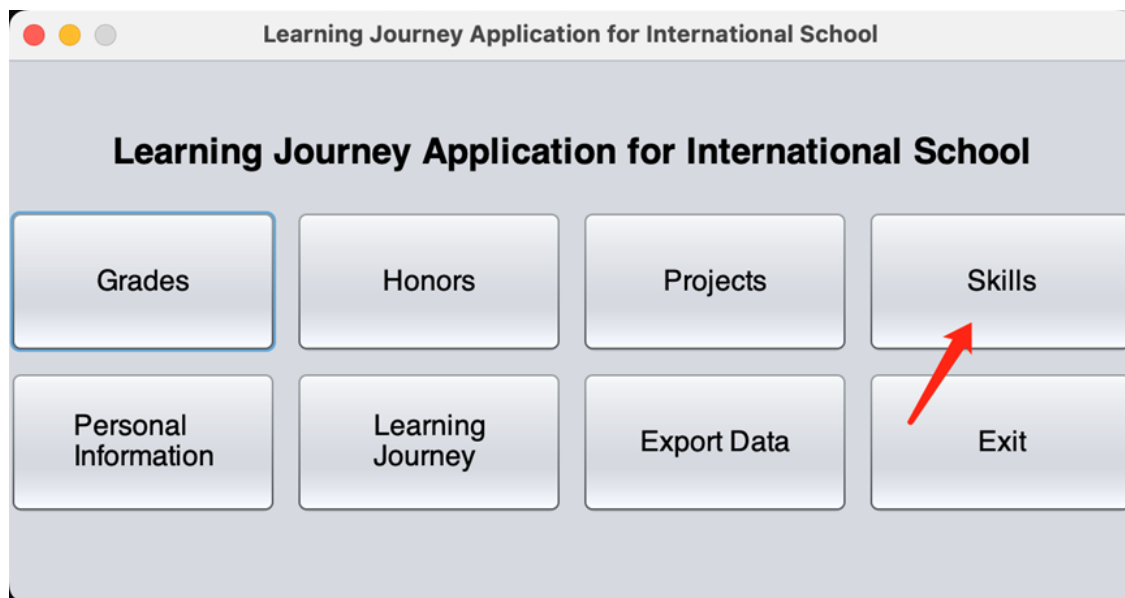 Learning Journey Application for International School
Learning Journey Application for International School
Grades
Honors
Projects
Skills
Personal
Information
Learning
Journey
Export Data
Exit